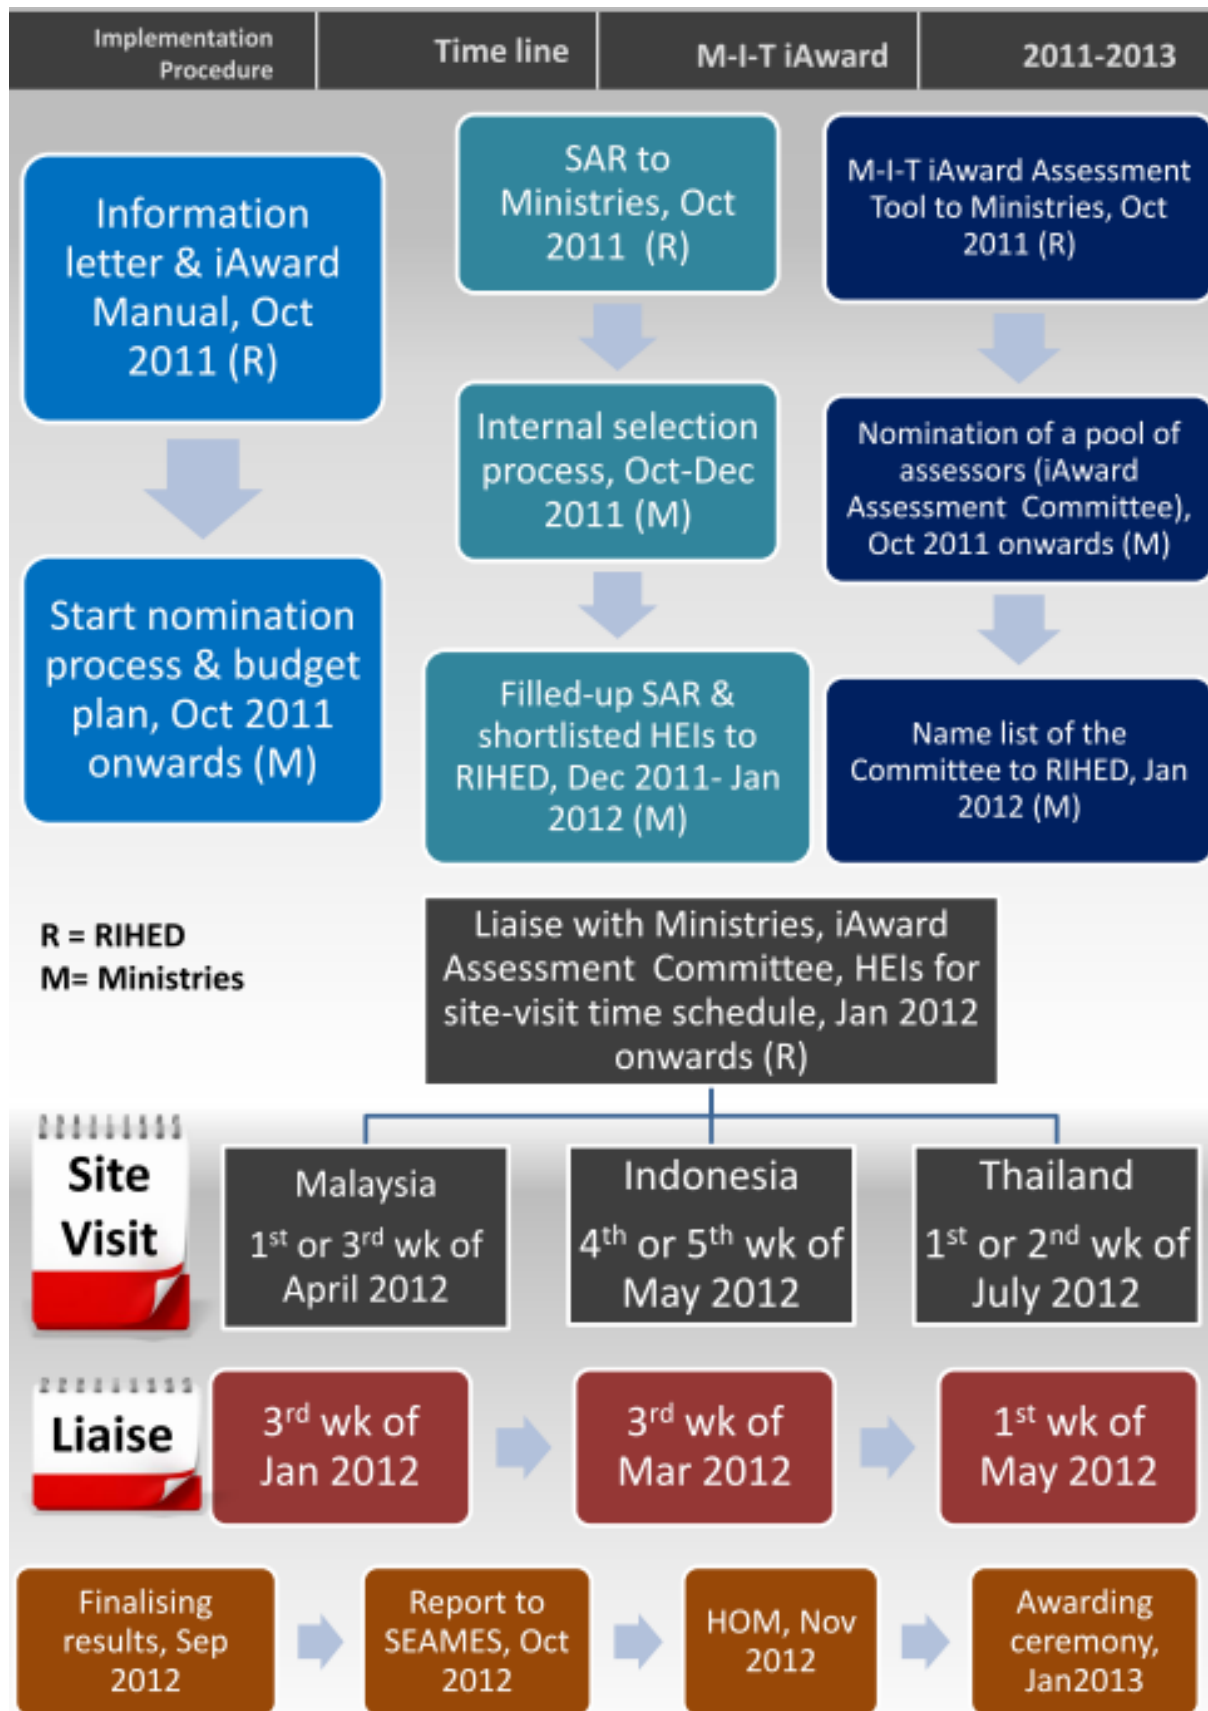 Implementation
Procedure
Time line
M-I-T iAward
2011-2013
Information
letter & iAward
Manual, Oct
2011 (R)
Start nomination
process & budget
plan, Oct 2011
onwards (M)
SAR to
Ministries, Oct
2011 (R)
Internal selection
process, Oct-Dec
2011 (M)
Filled-up SAR &
shortlisted HEIs to
RIHED, Dec 2011- Jan
2012 (M)
M-I-T iAward Assessment
Tool to Ministries, Oct
2011 (R)
Nomination of a pool of
assessors (iAward
Assessment Committee),
Oct 2011 onwards (M)
Name list of the
Committee to RIHED, Jan
2012 (M)
R = RIHED
M= Ministries
Liaise with Ministries, iAward
Assessment Committee, HEIs for
site-visit time schedule, Jan 2012
onwards (R)
Site
Visit
Malaysia
1st or 3rd wk of
April 2012
Indonesia
4th or 5th wk of
May 2012
Thailand
1st or 2nd wk of
July 2012
Liaise
3rd wk of
Jan 2012
3rd wk of
Mar 2012
1st wk of
May 2012
Finalising
results, Sep
2012
Report to
SEAMES, Oct
2012
HOM, Nov
2012
Awarding
ceremony,
Jan2013